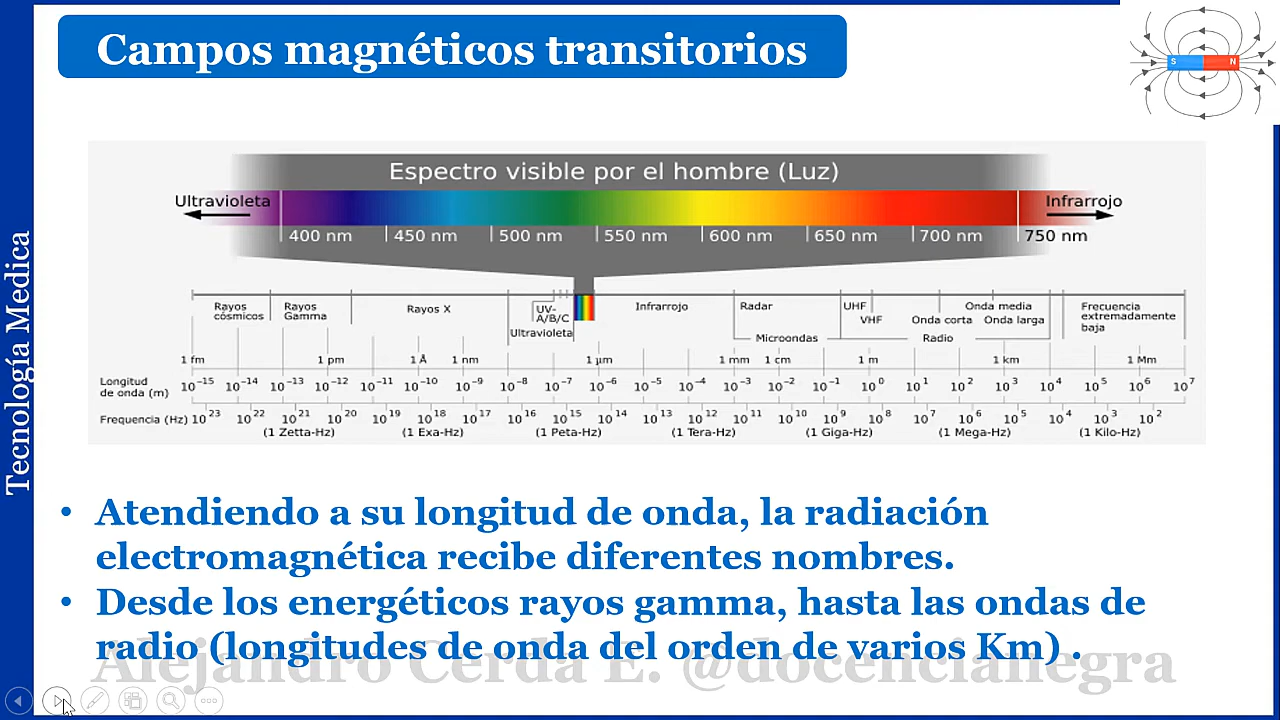 Campos magnéticos transitorios
S N
Tecnología Medica
Espectro visible por el hombre (Luz)
Ultravioleta
Infrarrojo
400 nm 450 nm 500 nm 550 nm 600 nm 650 nm 700 nm 750 nm
Rayos
cósmicos
Rayos
Gamma
Rayos X
UV-
A/B/C
Ultravioleta
Infrarrojo
Radar
Microondas
UHF
VHF
Onda corta
Onda media
Onda larga
Radio
Frecuencia
extremadamente
baja
1 fm 1 pm 1 Å 1 nm 1 μm 1 mm 1 cm 1 m 1 km 1 Mm
Longitud
de onda (m)
10⁻¹⁵ 10⁻¹⁴ 10⁻¹³ 10⁻¹² 10⁻¹¹ 10⁻¹⁰ 10⁻⁹ 10⁻⁸ 10⁻⁷ 10⁻⁶ 10⁻⁵ 10⁻⁴ 10⁻³ 10⁻² 10⁻¹ 10⁰ 10¹ 10² 10³ 10⁴ 10⁵ 10⁶ 10⁷
Frequencia (Hz) 10²³ 10²² 10²¹ 10²⁰ 10¹⁹ 10¹⁸ 10¹⁷ 10¹⁶ 10¹⁵ 10¹⁴ 10¹³ 10¹² 10¹¹ 10¹⁰ 10⁹ 10⁸ 10⁷ 10⁶ 10⁵ 10⁴ 10³ 10²
(1 Zetta-Hz) (1 Exa-Hz) (1 Peta-Hz) (1 Tera-Hz) (1 Giga-Hz) (1 Mega-Hz) (1 Kilo-Hz)
• Atendiendo a su longitud de onda, la radiación
electromagnética recibe diferentes nombres.
• Desde los energéticos rayos gamma, hasta las ondas de
radio (longitudes de onda del orden de varios Km) .
Alejandro Cerda E. @docencianegra